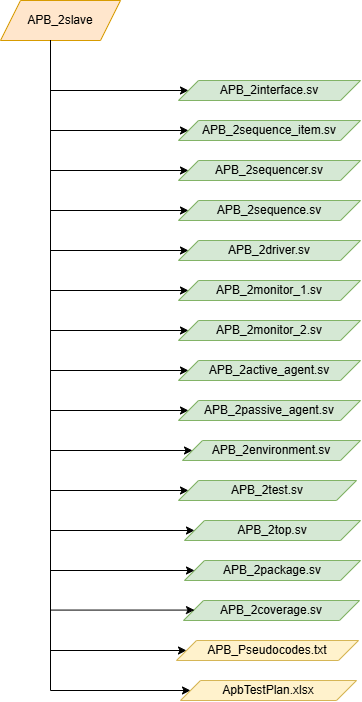 APB_2slave
APB_2interface.sv
APB_2sequence_item.sv
APB_2sequencer.sv
APB_2sequence.sv
APB_2driver.sv
APB_2monitor_1.sv
APB_2monitor_2.sv
APB_2active_agent.sv
APB_2passive_agent.sv
APB_2environment.sv
APB_2test.sv
APB_2top.sv
APB_2package.sv
APB_2coverage.sv
APB_Pseudocodes.txt
ApbTestPlan.xlsx